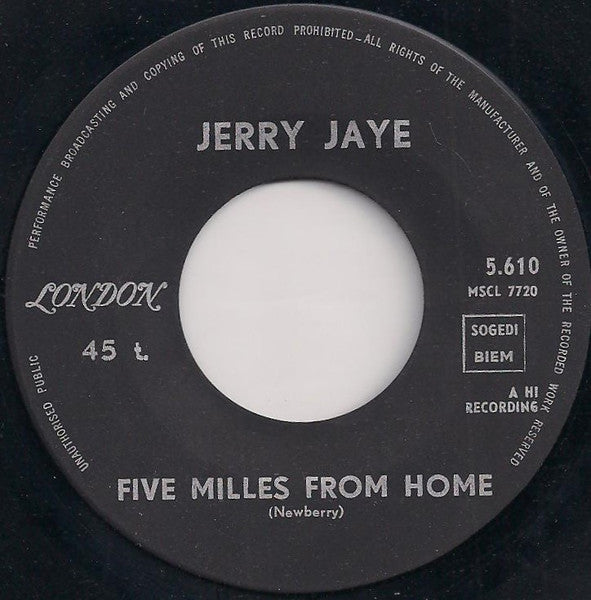 UNAUTHORISED PUBLIC PERFORMANCE BROADCASTING AND COPYING OF THIS RECORD PROHIBITED—ALL RIGHTS OF THE MANUFACTURER AND OF THE OWNER OF THE RECORDED WORK RESERVED
JERRY JAYE
LONDON
45 t.
5.610
MSCL 7720
SOGEDI
BIEM
A HI
RECORDING
FIVE MILLES FROM HOME
(Newberry)